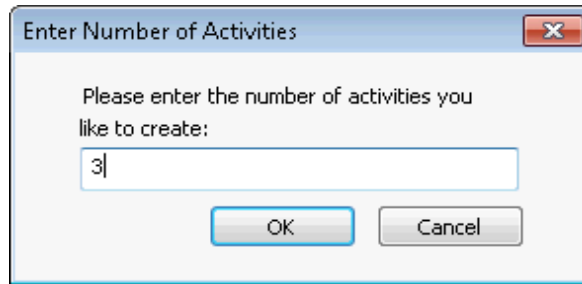 Enter Number of Activities
Please enter the number of activities you
like to create:
3
OK
Cancel